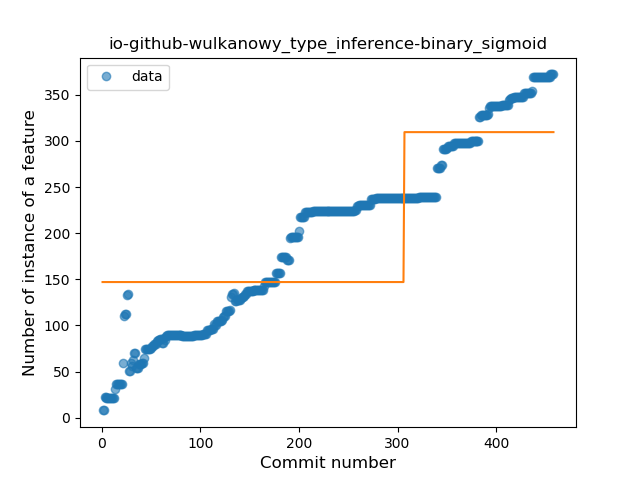 io-github-wulkanowy_type_inference-binary_sigmoid
data
Number of instance of a feature
350
300
250
200
150
100
50
0
0 100 200 300 400
Commit number